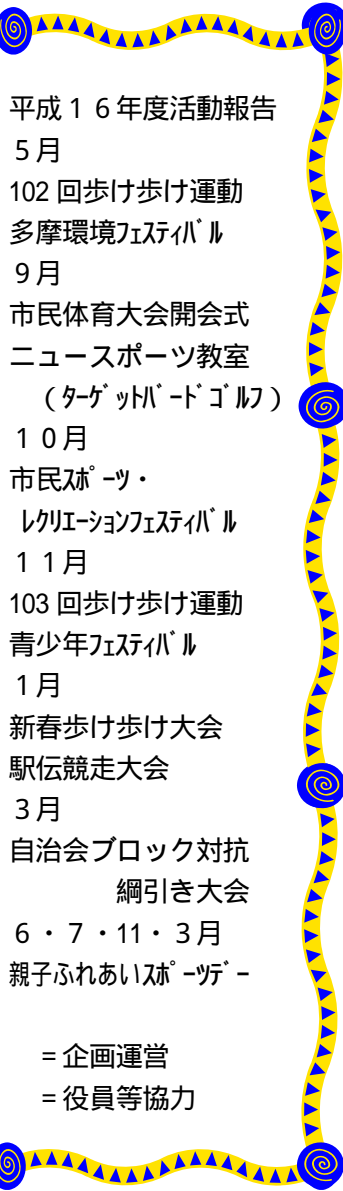 平成１６年度活動報告
５月
102 回歩け歩け運動
多摩環境ﾌｪｽﾃｨﾊﾞﾙ
９月
市民体育大会開会式
ニュースポーツ教室
（ﾀｰｹﾞｯﾄﾊﾞｰﾄﾞｺﾞﾙﾌ）
１０月
市民ｽﾎﾟｰﾂ・
ﾚｸﾘｴｰｼｮﾝﾌｪｽﾃｨﾊﾞﾙ
１１月
103 回歩け歩け運動
青少年ﾌｪｽﾃｨﾊﾞﾙ
１月
新春歩け歩け大会
駅伝競走大会
３月
自治会ブロック対抗
綱引き大会
６・７・11・３月
親子ふれあいｽﾎﾟｰﾂﾃﾞｰ
＝企画運営
＝役員等協力